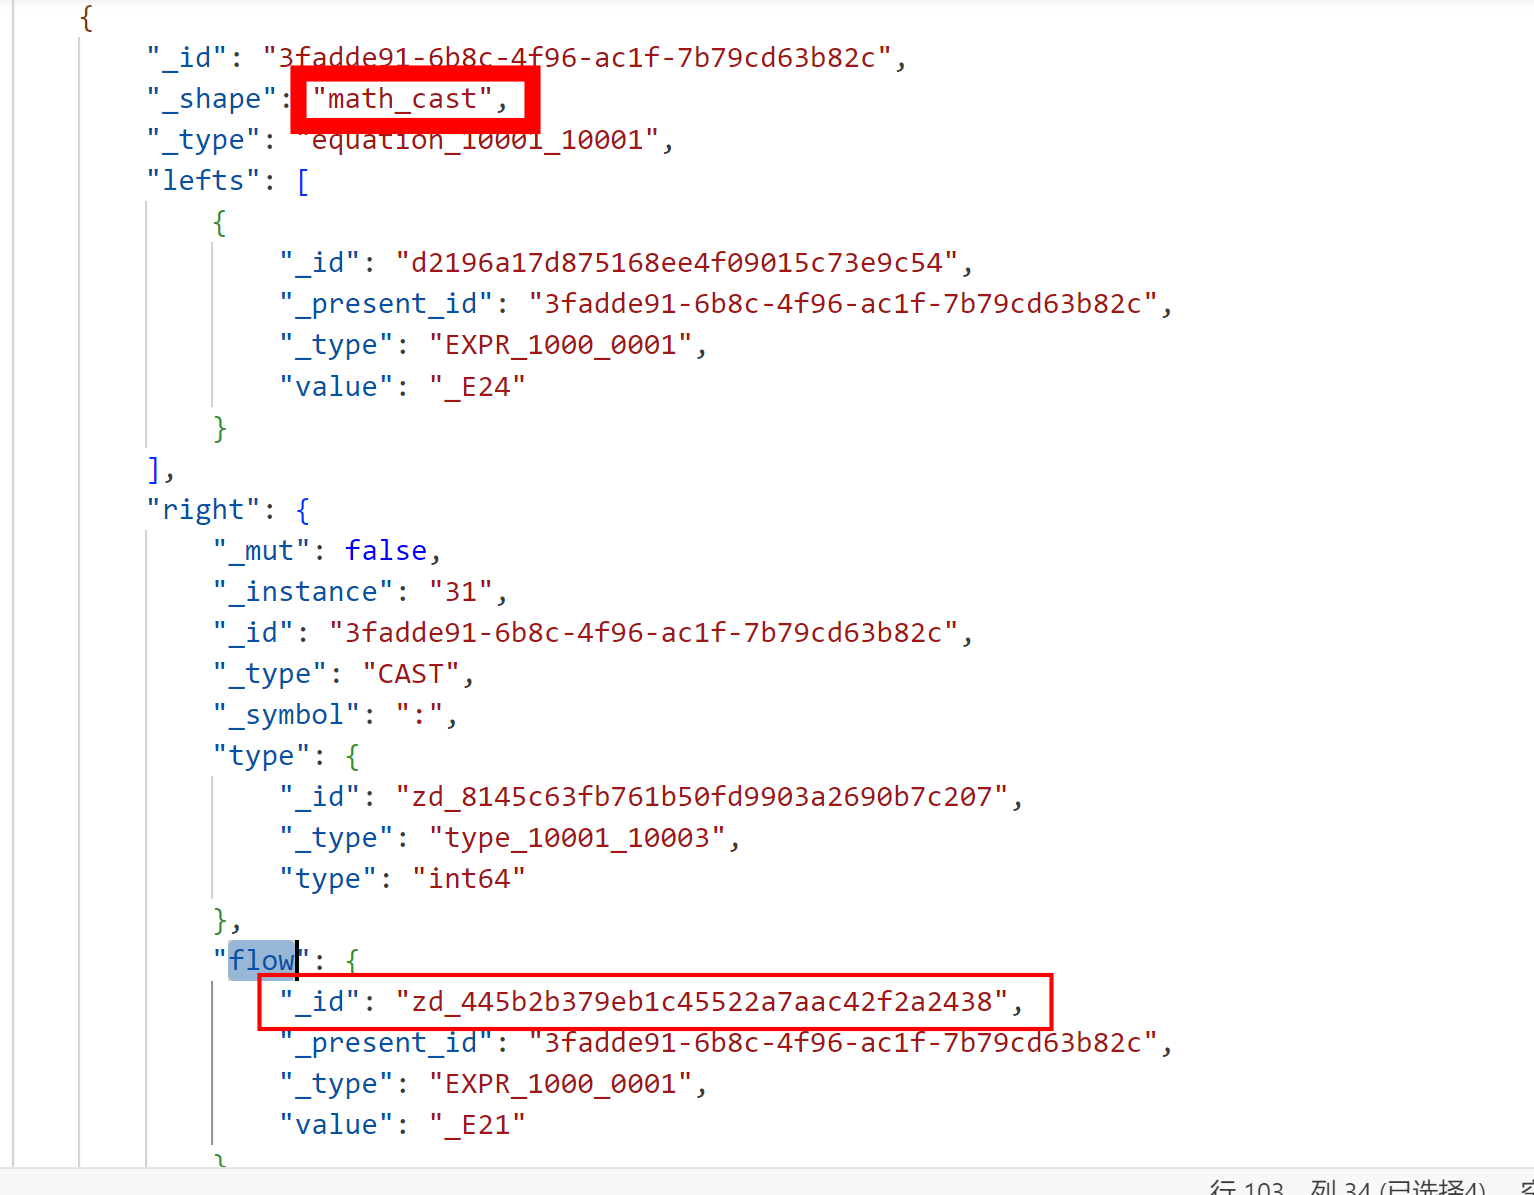 {
"_id": "3fadde91-6b8c-4f96-ac1f-7b79cd63b82c",
"_shape": "math_cast",
"_type": "equation_10001_10001",
"lefts": [
{
"_id": "d2196a17d875168ee4f09015c73e9c54",
"_present_id": "3fadde91-6b8c-4f96-ac1f-7b79cd63b82c",
"_type": "EXPR_1000_0001",
"value": "_E24"
}
],
"right": {
"_mut": false,
"_instance": "31",
"_id": "3fadde91-6b8c-4f96-ac1f-7b79cd63b82c",
"_type": "CAST",
"_symbol": ":",
"type": {
"_id": "zd_8145c63fb761b50fd9903a2690b7c207",
"_type": "type_10001_10003",
"type": "int64"
},
"flow": {
"_id": "zd_445b2b379eb1c45522a7aac42f2a2438",
"_present_id": "3fadde91-6b8c-4f96-ac1f-7b79cd63b82c",
"_type": "EXPR_1000_0001",
"value": "_E21"
}
行 103，列 34 (已选择4)